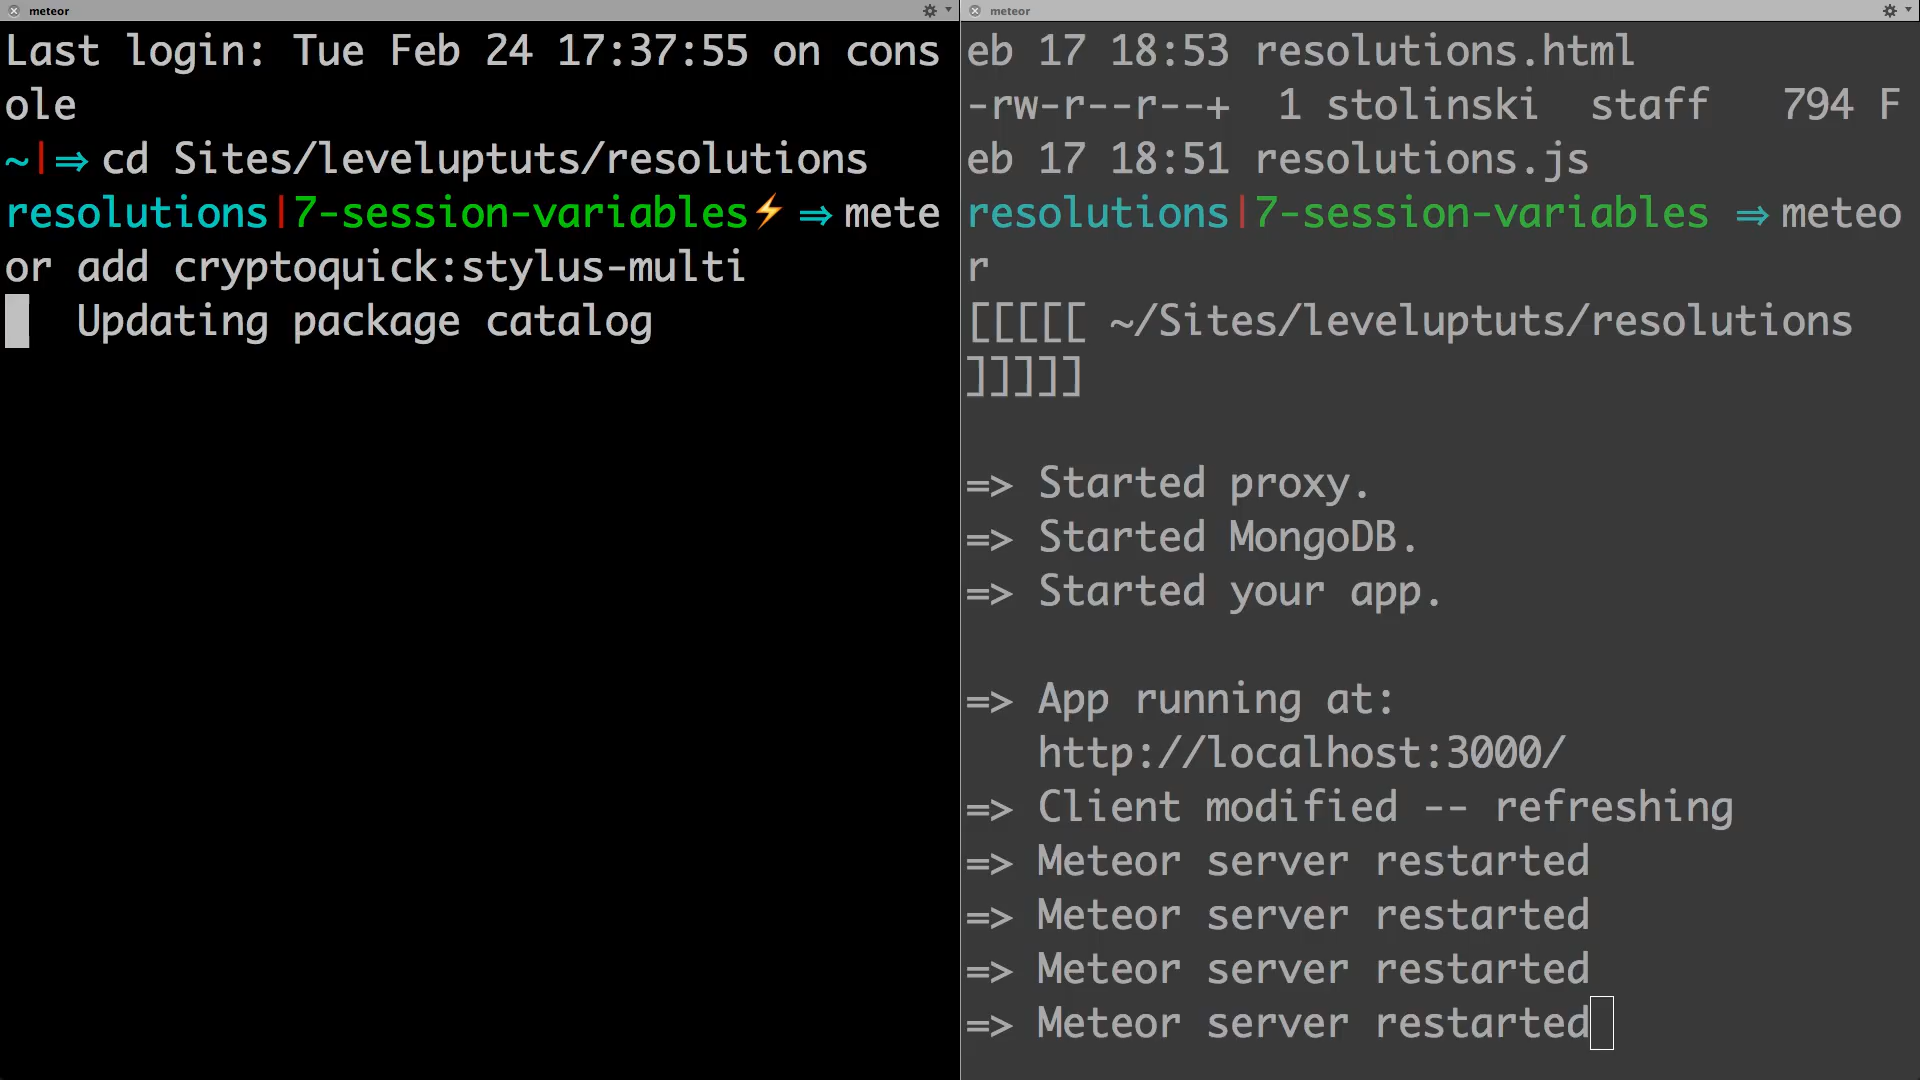 meteor
Last login: Tue Feb 24 17:37:55 on cons
ole
~|⇒ cd Sites/leveluptuts/resolutions
resolutions|7-session-variables⚡ ⇒ mete
or add cryptoquick:stylus-multi
Updating package catalog
meteor
eb 17 18:53 resolutions.html
-rw-r--r--+  1 stolinski  staff   794 F
eb 17 18:51 resolutions.js
resolutions|7-session-variables ⇒ meteo
r
[[[[[ ~/Sites/leveluptuts/resolutions
]]]]]
=> Started proxy.
=> Started MongoDB.
=> Started your app.
=> App running at:
http://localhost:3000/
=> Client modified -- refreshing
=> Meteor server restarted
=> Meteor server restarted
=> Meteor server restarted
=> Meteor server restarted